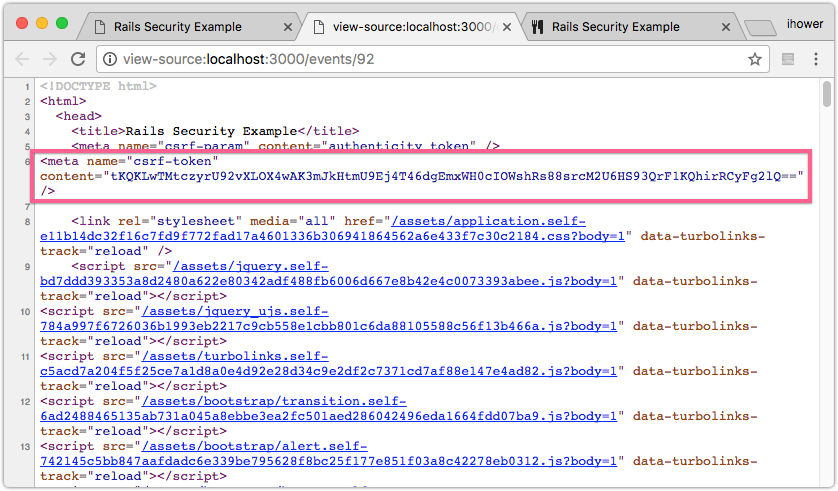 Rails Security Example
view-source:localhost:3000/e
Rails Security Example
ihower
view-source:localhost:3000/events/92
1 <!DOCTYPE html>
2 <html>
3 <head>
4 <title>Rails Security Example</title>
5 <meta name="csrf-param" content="authenticity_token" />
6 <meta name="csrf-token"
content="tKQKLwTMtczyrU92vXLOX4wAK3mJkHtmU9Ej4T46dgEmxWH0cIOWshRs88srcM2U6HS93QrF1KQhirRCyFg2lQ=="
/>
7
8 <link rel="stylesheet" media="all" href="/assets/application.self-
e11b14dc32f16c7fd9f772fad17a4601336b306941864562a6e433f7c30c2184.css?body=1" data-turbolinks-
track="reload" />
9 <script src="/assets/jquery.self-
bd7ddd393353a8d2480a622e80342adf488fb6006d667e8b42e4c0073393abee.js?body=1" data-turbolinks-
track="reload"></script>
10 <script src="/assets/jquery_ujs.self-
784a997f6726036b1993eb2217c9cb558e1cbb801c6da88105588c56f13b466a.js?body=1" data-turbolinks-
track="reload"></script>
11 <script src="/assets/turbolinks.self-
c5acd7a204f5f25ce7a1d8a0e4d92e28d34c9e2df2c7371cd7af88e147e4ad82.js?body=1" data-turbolinks-
track="reload"></script>
12 <script src="/assets/bootstrap/transition.self-
6ad2488465135ab731a045a8ebbe3ea2fc501aed286042496eda1664fdd07ba9.js?body=1" data-turbolinks-
track="reload"></script>
13 <script src="/assets/bootstrap/alert.self-
742145c5bb847aafdadc6e339be795628f8bc25f177e851f03a8c42278eb0312.js?body=1" data-turbolinks-
track="reload"></script>